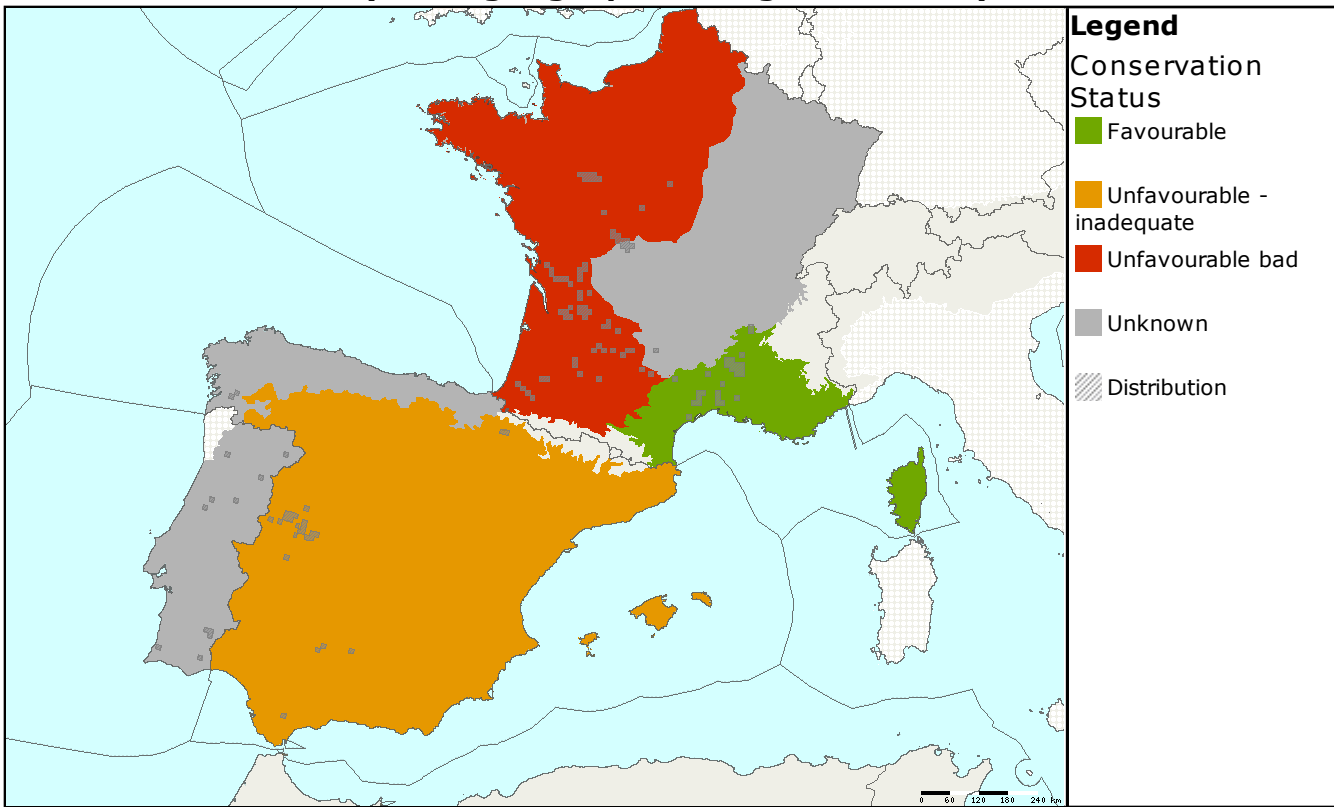 Legend
Conservation
Status
Favourable
Unfavourable -
inadequate
Unfavourable bad
Unknown
Distribution
0 60 120 180 240 km